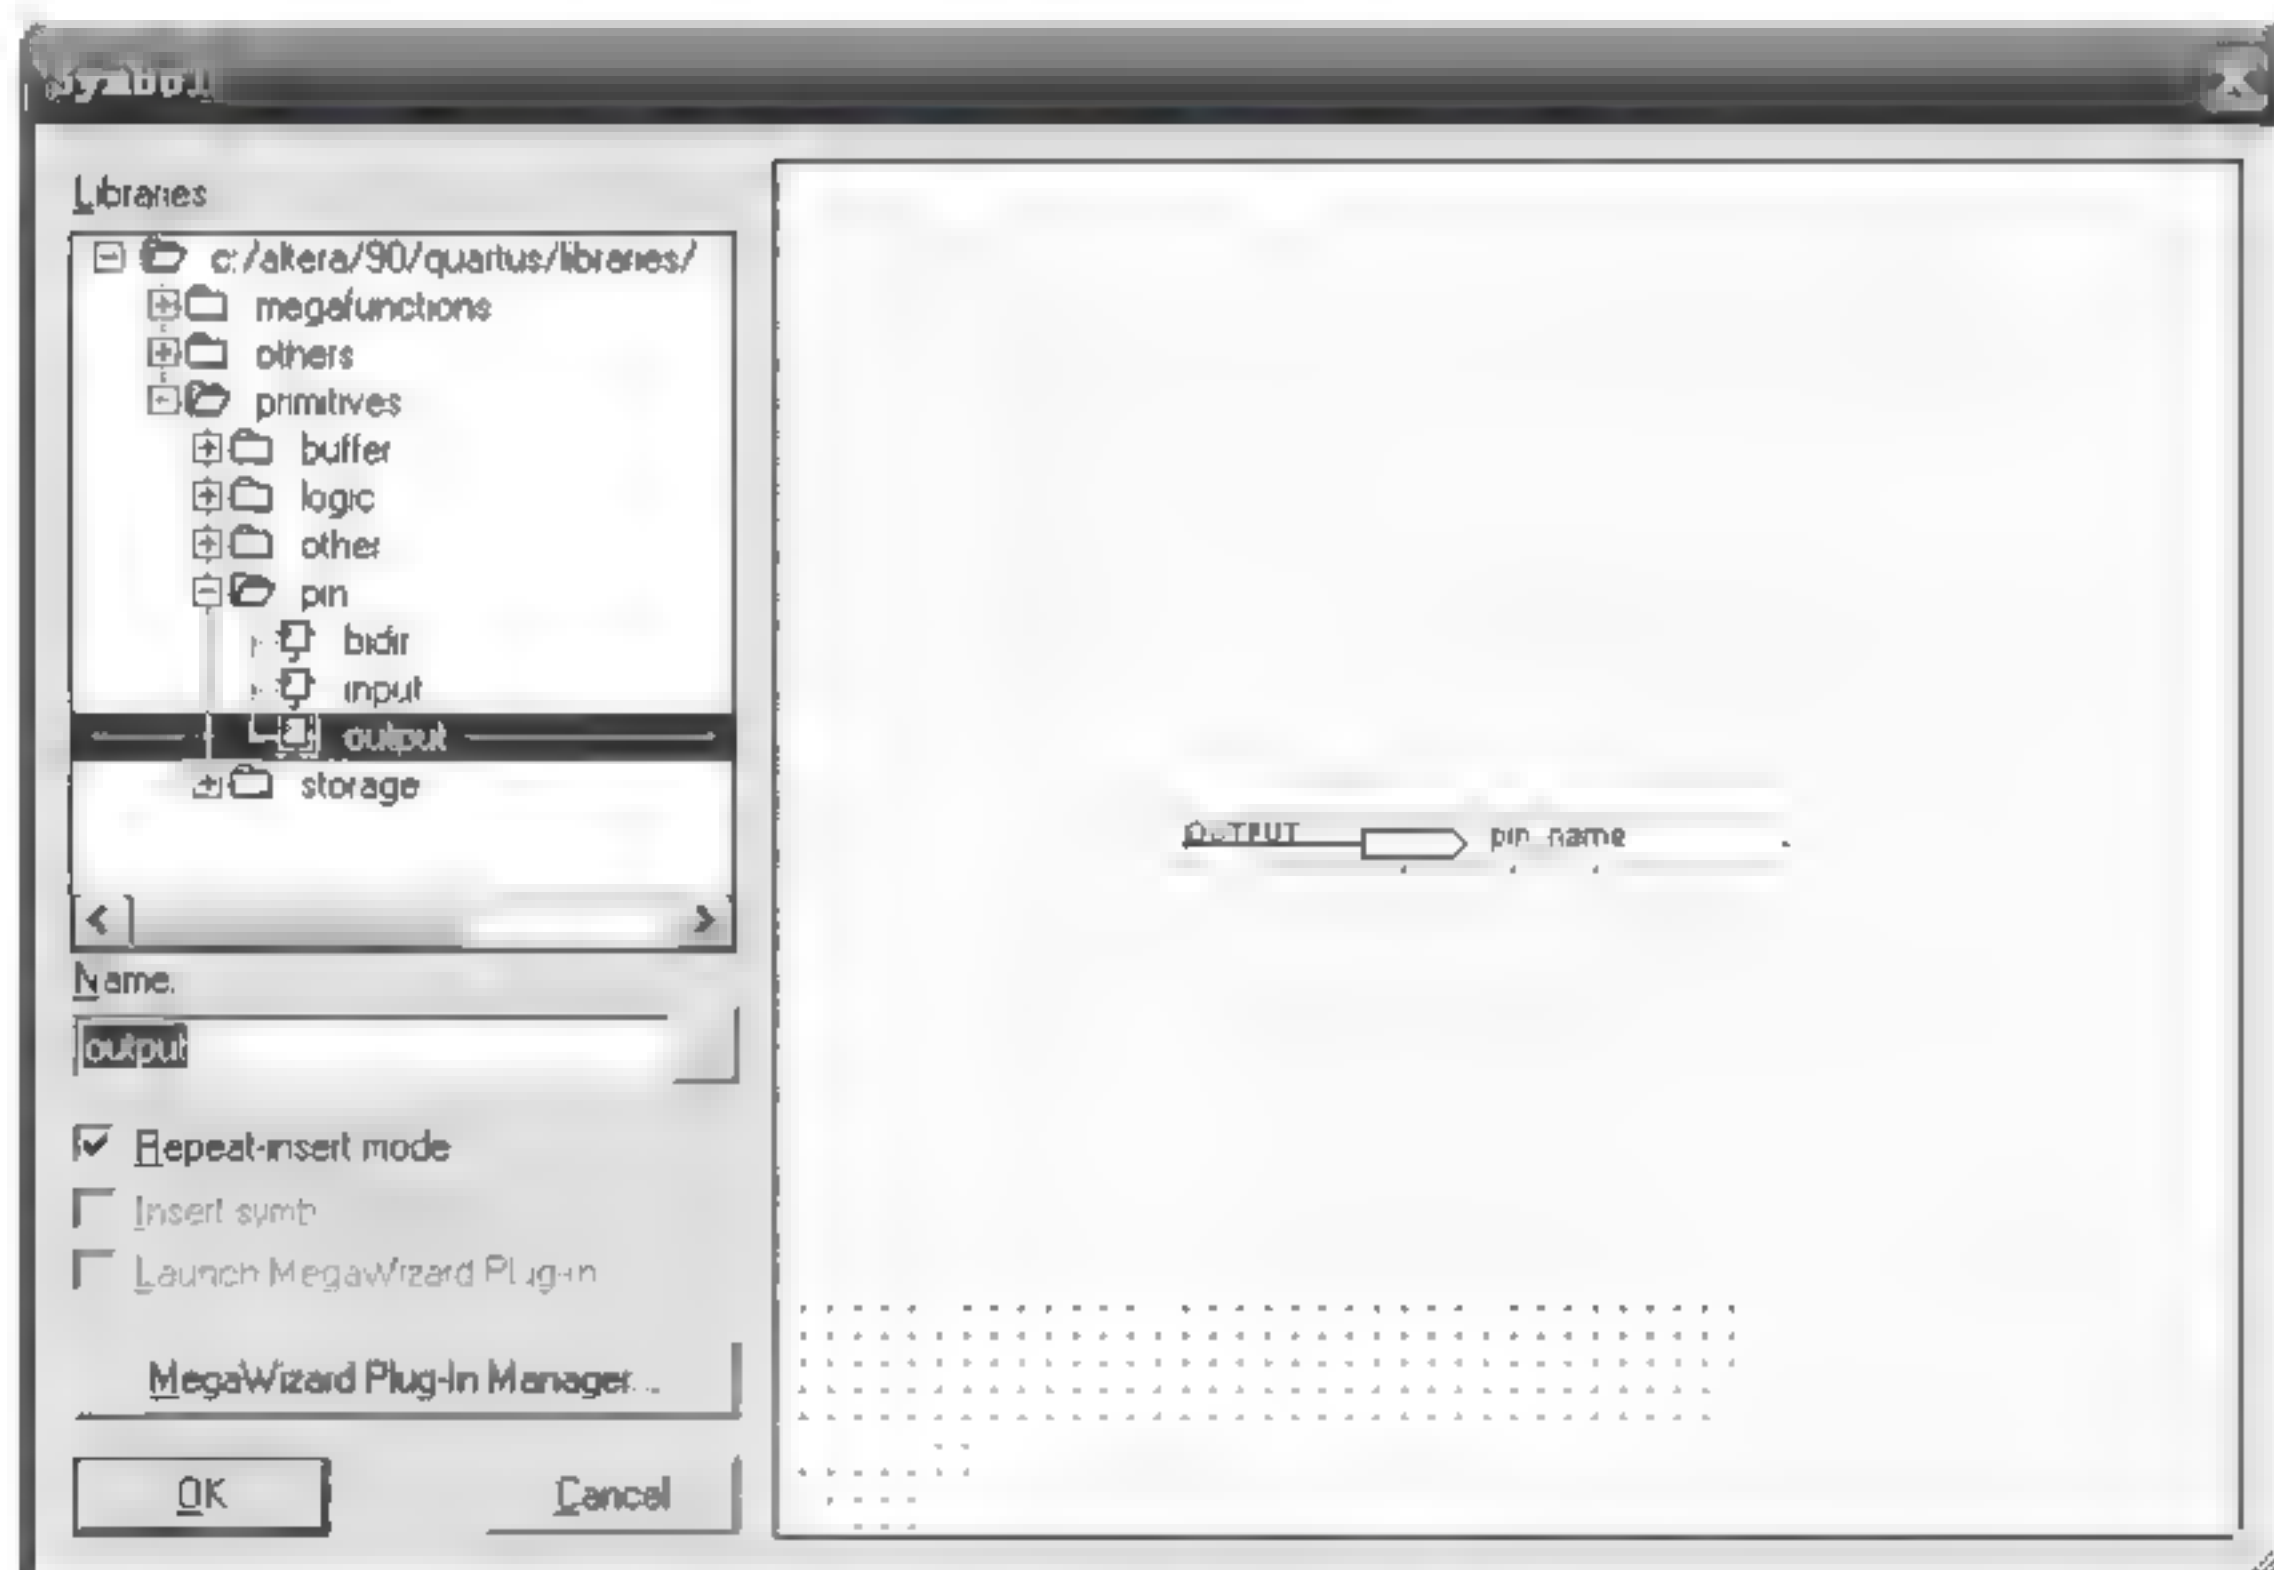 Symbol
Libraries
c:/altera/90/quartus/libraries/
megafunctions
others
primitives
buffer
logic
other
pin
bidir
input
output
storage
Name:
output
Repeat-insert mode
Insert symb
Launch MegaWizard Plug-In
MegaWizard Plug-In Manager...
OK
Cancel
OUTPUT
pin_name